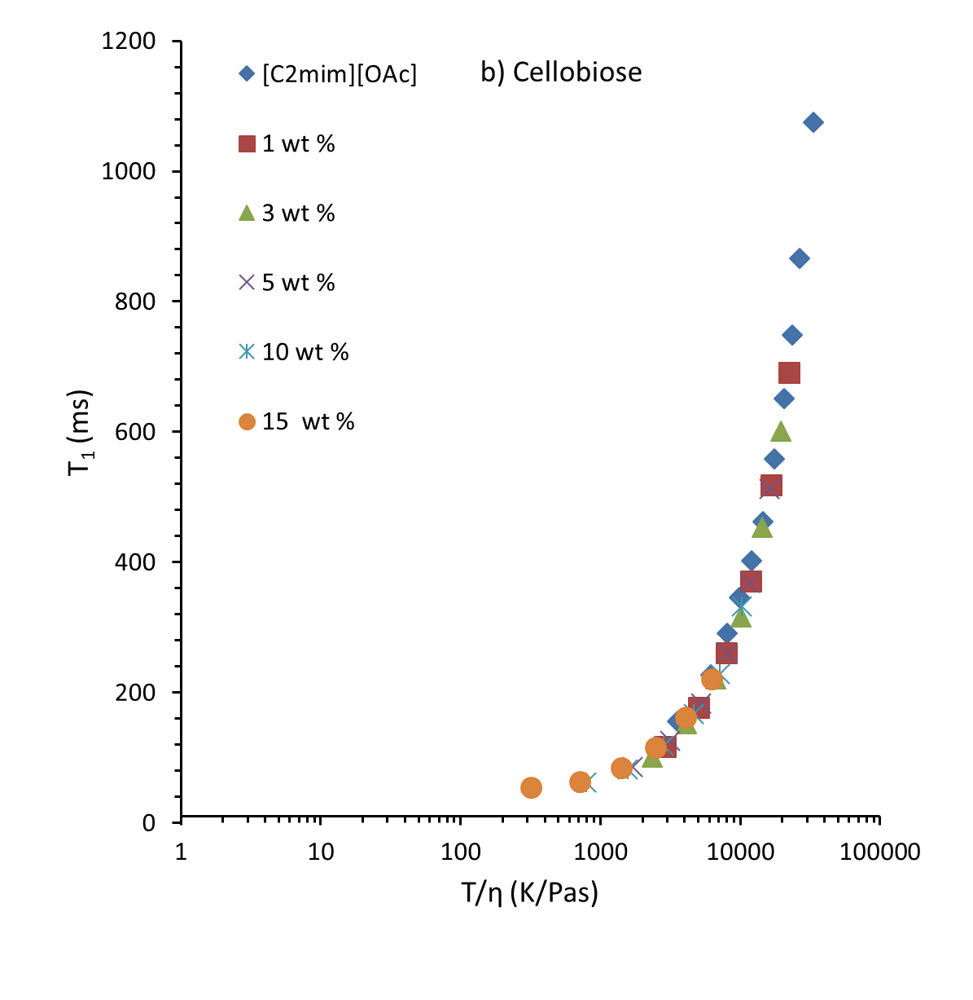 1200
[C2mim][OAc]
b) Cellobiose
1 wt %
1000
3 wt %
5 wt %
800
10 wt %
15  wt %
600
T1 (ms)
400
200
0
1
10
100
1000
10000
100000
T/η (K/Pas)